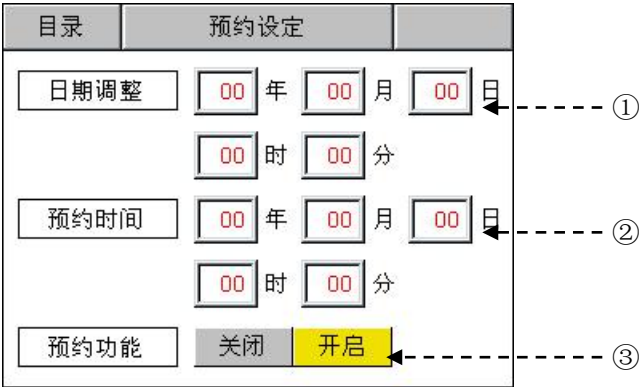 目录 预约设定
日期调整 00 年 00 月 00 日 ①
00 时 00 分
预约时间 00 年 00 月 00 日 ②
00 时 00 分
预约功能 关闭 开启 ③